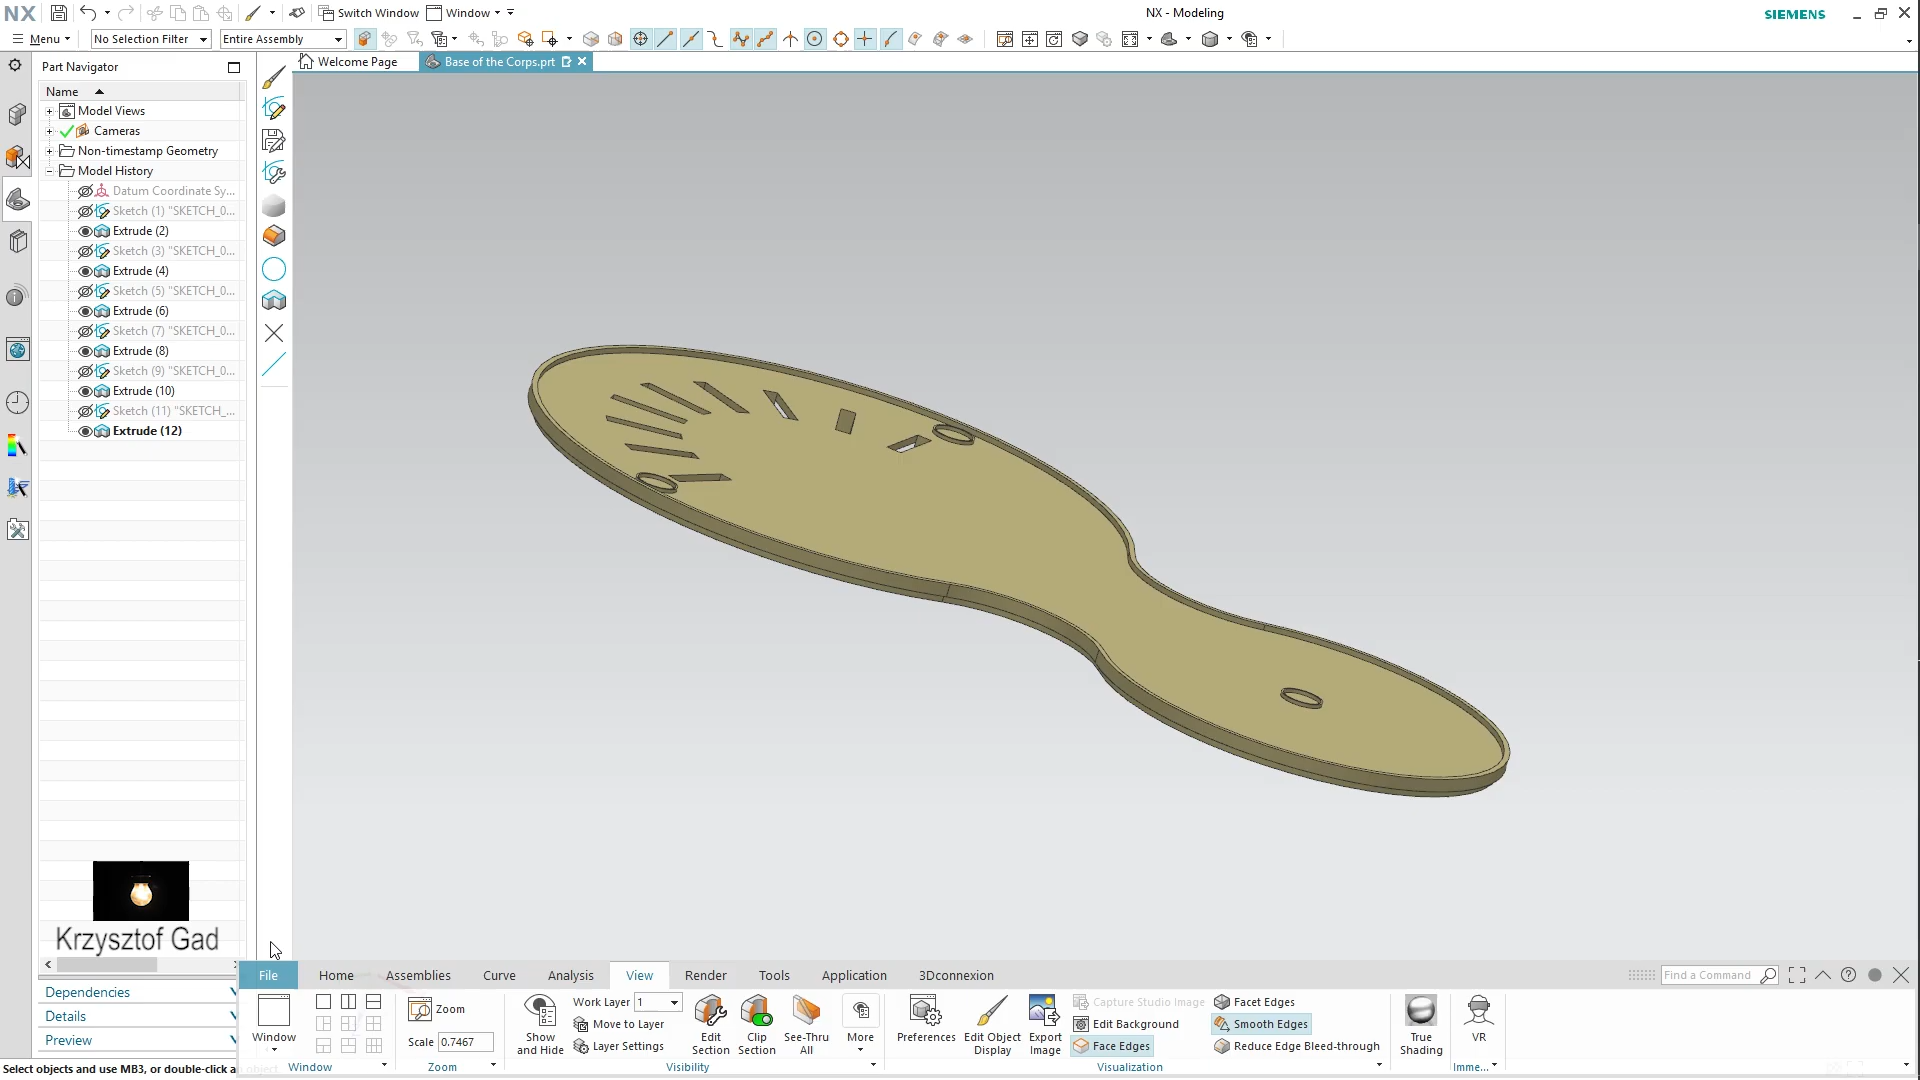 NX Switch Window Window NX - Modeling SIEMENS
Menu No Selection Filter Entire Assembly
Part Navigator Welcome Page Base of the Corps.prt
Name
Model Views
Cameras
Non-timestamp Geometry
Model History
Datum Coordinate Sy...
Sketch (1) "SKETCH_0...
Extrude (2)
Sketch (3) "SKETCH_0...
Extrude (4)
Sketch (5) "SKETCH_0...
Extrude (6)
Sketch (7) "SKETCH_0...
Extrude (8)
Sketch (9) "SKETCH_0...
Extrude (10)
Sketch (11) "SKETCH_...
Extrude (12)
Krzysztof Gad
Dependencies
Details
Preview
File Home Assemblies Curve Analysis View Render Tools Application 3Dconnexion Find a Command
Window
Window
Zoom
Scale 0.7467
Zoom
Show and Hide
Work Layer 1
Move to Layer
Layer Settings
Edit Section
Clip Section
See-Thru All
More
Visibility
Preferences
Edit Object Display
Export Image
Capture Studio Image
Edit Background
Face Edges
Facet Edges
Smooth Edges
Reduce Edge Bleed-through
Visualization
True Shading
VR
Imme...
Select objects and use MB3, or double-click a